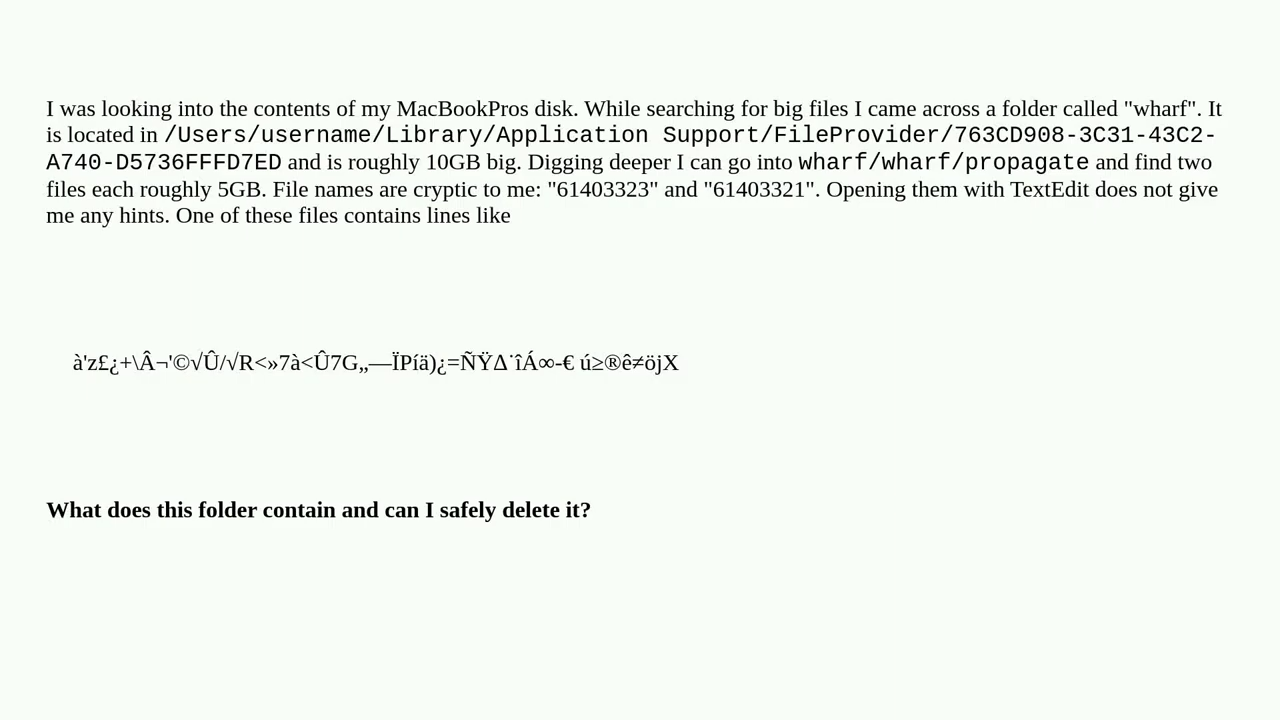 I was looking into the contents of my MacBookPros disk. While searching for big files I came across a folder called "wharf". It
is located in /Users/username/Library/Application Support/FileProvider/763CD908-3C31-43C2-
A740-D5736FFFD7ED and is roughly 10GB big. Digging deeper I can go into wharf/wharf/propagate and find two
files each roughly 5GB. File names are cryptic to me: "61403323" and "61403321". Opening them with TextEdit does not give
me any hints. One of these files contains lines like
à'z£¿+\Â¬'©√Û/√R<»7à<Û7G„—ÏPíä)¿=ÑŸΔ˙îÁ∞-€ ú≥®ê≠öjX
What does this folder contain and can I safely delete it?